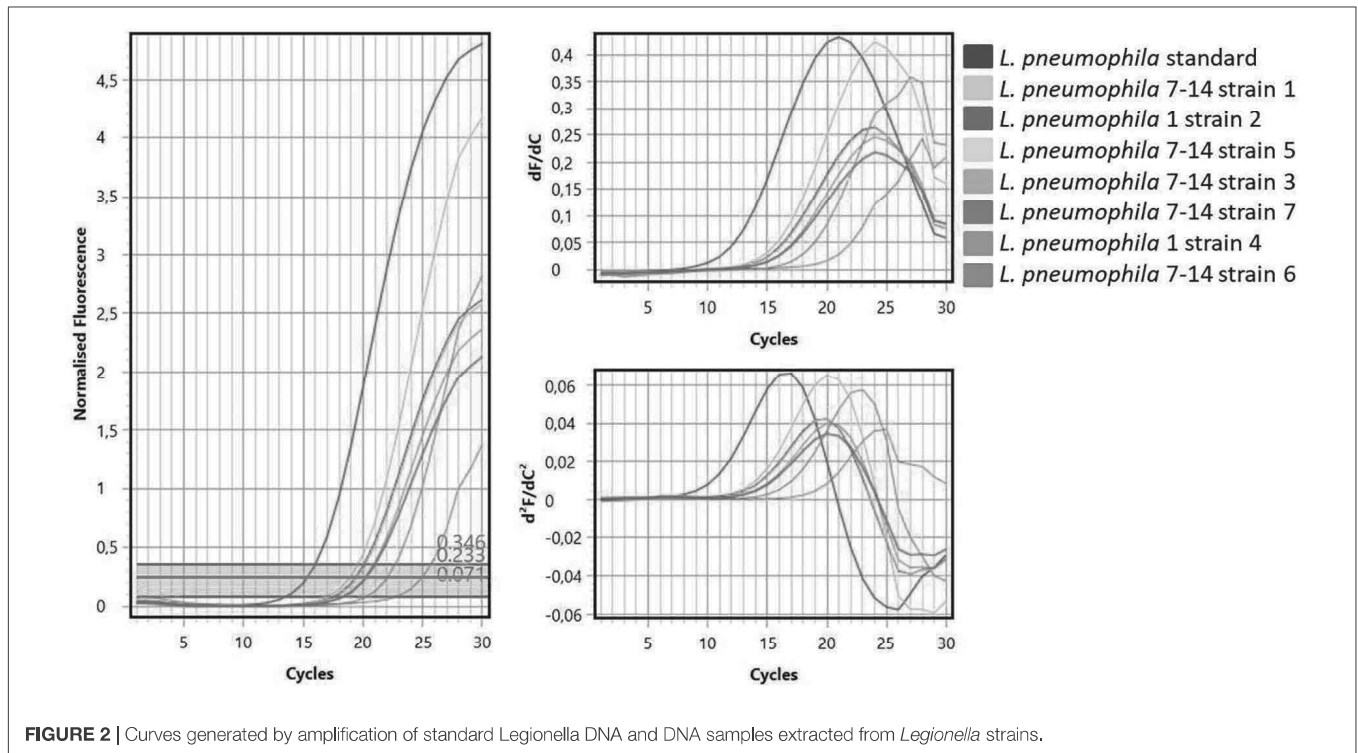 4,5
4
3,5
3
2,5
2
1,5
1
0,5
0
Normalised Fluorescence
0.346
0.233
0.071
5 10 15 20 25 30
Cycles
0,4
0,35
0,3
0,25
0,2
0,15
0,1
0,05
0
dF/dC
5 10 15 20 25 30
Cycles
0,06
0,04
0,02
0
-0,02
-0,04
-0,06
d²F/dC²
5 10 15 20 25 30
Cycles
L. pneumophila standard
L. pneumophila 7-14 strain 1
L. pneumophila 1 strain 2
L. pneumophila 7-14 strain 5
L. pneumophila 7-14 strain 3
L. pneumophila 7-14 strain 7
L. pneumophila 1 strain 4
L. pneumophila 7-14 strain 6
FIGURE 2 | Curves generated by amplification of standard Legionella DNA and DNA samples extracted from Legionella strains.